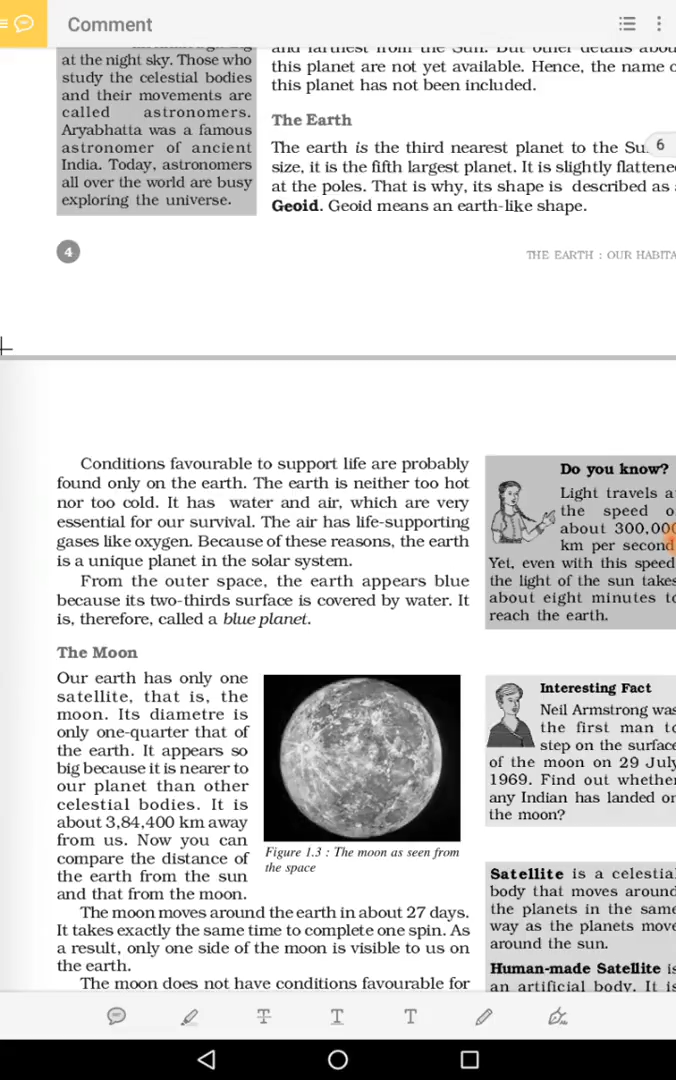 Comment
at the night sky. Those who
study the celestial bodies
and their movements are
called astronomers.
Aryabhatta was a famous
astronomer of ancient
India. Today, astronomers
all over the world are busy
exploring the universe.
and farthest from the Sun. But other details abou
this planet are not yet available. Hence, the name o
this planet has not been included.
The Earth
The earth is the third nearest planet to the Su
size, it is the fifth largest planet. It is slightly flattene
at the poles. That is why, its shape is described as
Geoid. Geoid means an earth-like shape.
6
4
THE EARTH : OUR HABITA
Conditions favourable to support life are probably
found only on the earth. The earth is neither too hot
nor too cold. It has water and air, which are very
essential for our survival. The air has life-supporting
gases like oxygen. Because of these reasons, the earth
is a unique planet in the solar system.
From the outer space, the earth appears blue
because its two-thirds surface is covered by water. It
is, therefore, called a blue planet.
The Moon
Our earth has only one
satellite, that is, the
moon. Its diametre is
only one-quarter that of
the earth. It appears so
big because it is nearer to
our planet than other
celestial bodies. It is
about 3,84,400 km away
from us. Now you can
compare the distance of
the earth from the sun
and that from the moon.
Figure 1.3 : The moon as seen from
the space
The moon moves around the earth in about 27 days.
It takes exactly the same time to complete one spin. As
a result, only one side of the moon is visible to us on
the earth.
The moon does not have conditions favourable for
Do you know?
Light travels a
the speed o
about 300,000
km per second
Yet, even with this speed
the light of the sun takes
about eight minutes to
reach the earth.
Interesting Fact
Neil Armstrong was
the first man to
step on the surface
of the moon on 29 July
1969. Find out whether
any Indian has landed on
the moon?
Satellite is a celestial
body that moves around
the planets in the same
way as the planets move
around the sun.
Human-made Satellite is
an artificial body. It is